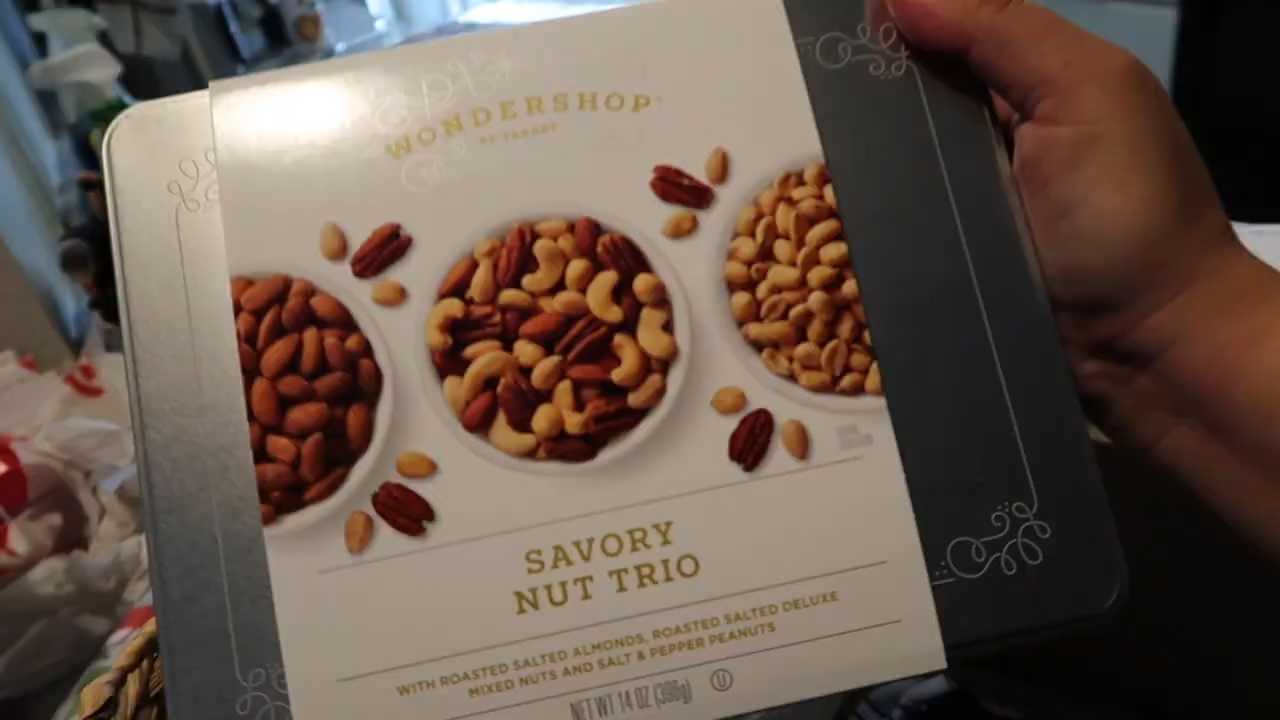 WONDERSHOP
BY TARGET
SAVORY
NUT TRIO
WITH ROASTED SALTED ALMONDS, ROASTED SALTED DELUXE
MIXED NUTS AND SALT & PEPPER PEANUTS
NET WT 14 OZ (396g) U